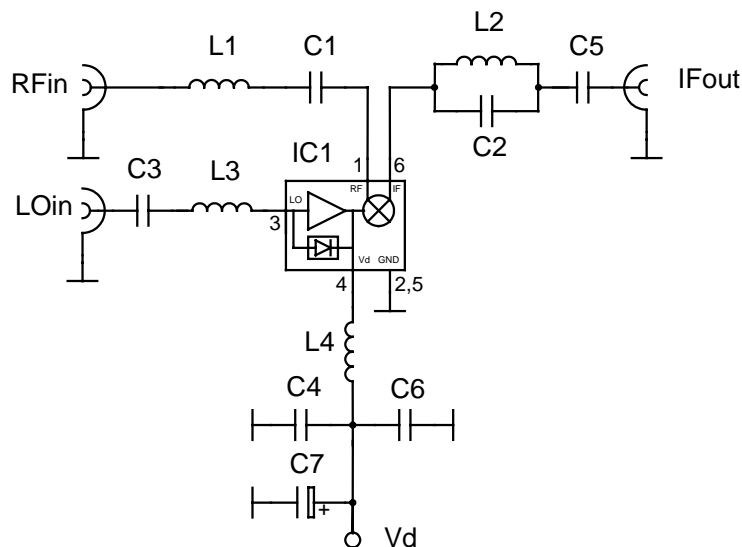 L1 C1 L2 C5
RFin IFout
C2
C3 L3 IC1 1 6
RF IF
LOin LO
3
Vd GND
4 2,5
L4
C4 C6
C7
+
Vd